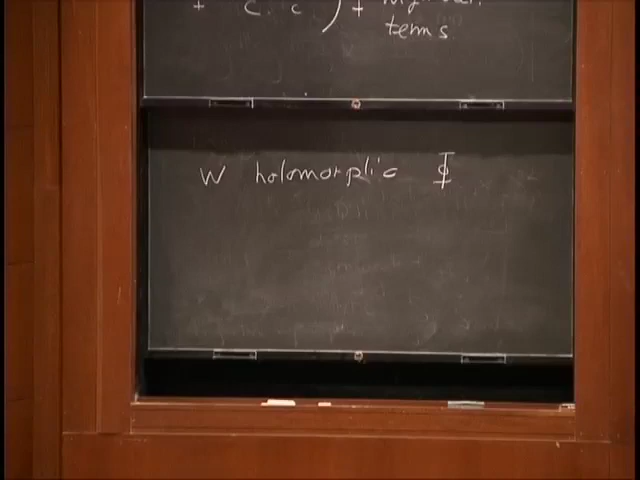 + c.c.) +
terms
W holomorphic Φ